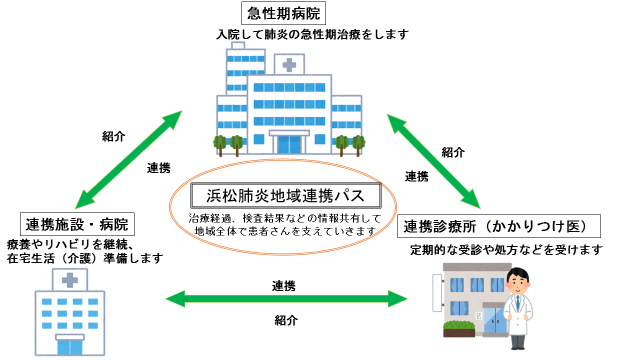 急性期病院
入院して肺炎の急性期治療をします
紹介
連携
紹介
連携
浜松肺炎地域連携パス
治療経過、検査結果などの情報共有して
地域全体で患者さんを支えていきます
連携施設・病院
療養やリハビリを継続、
在宅生活（介護）準備します
連携診療所（かかりつけ医）
定期的な受診や処方などを受けます
連携
紹介